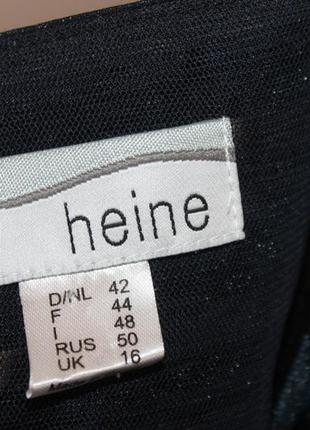 heine
D/NL 42
F 44
I 48
RUS 50
UK 16